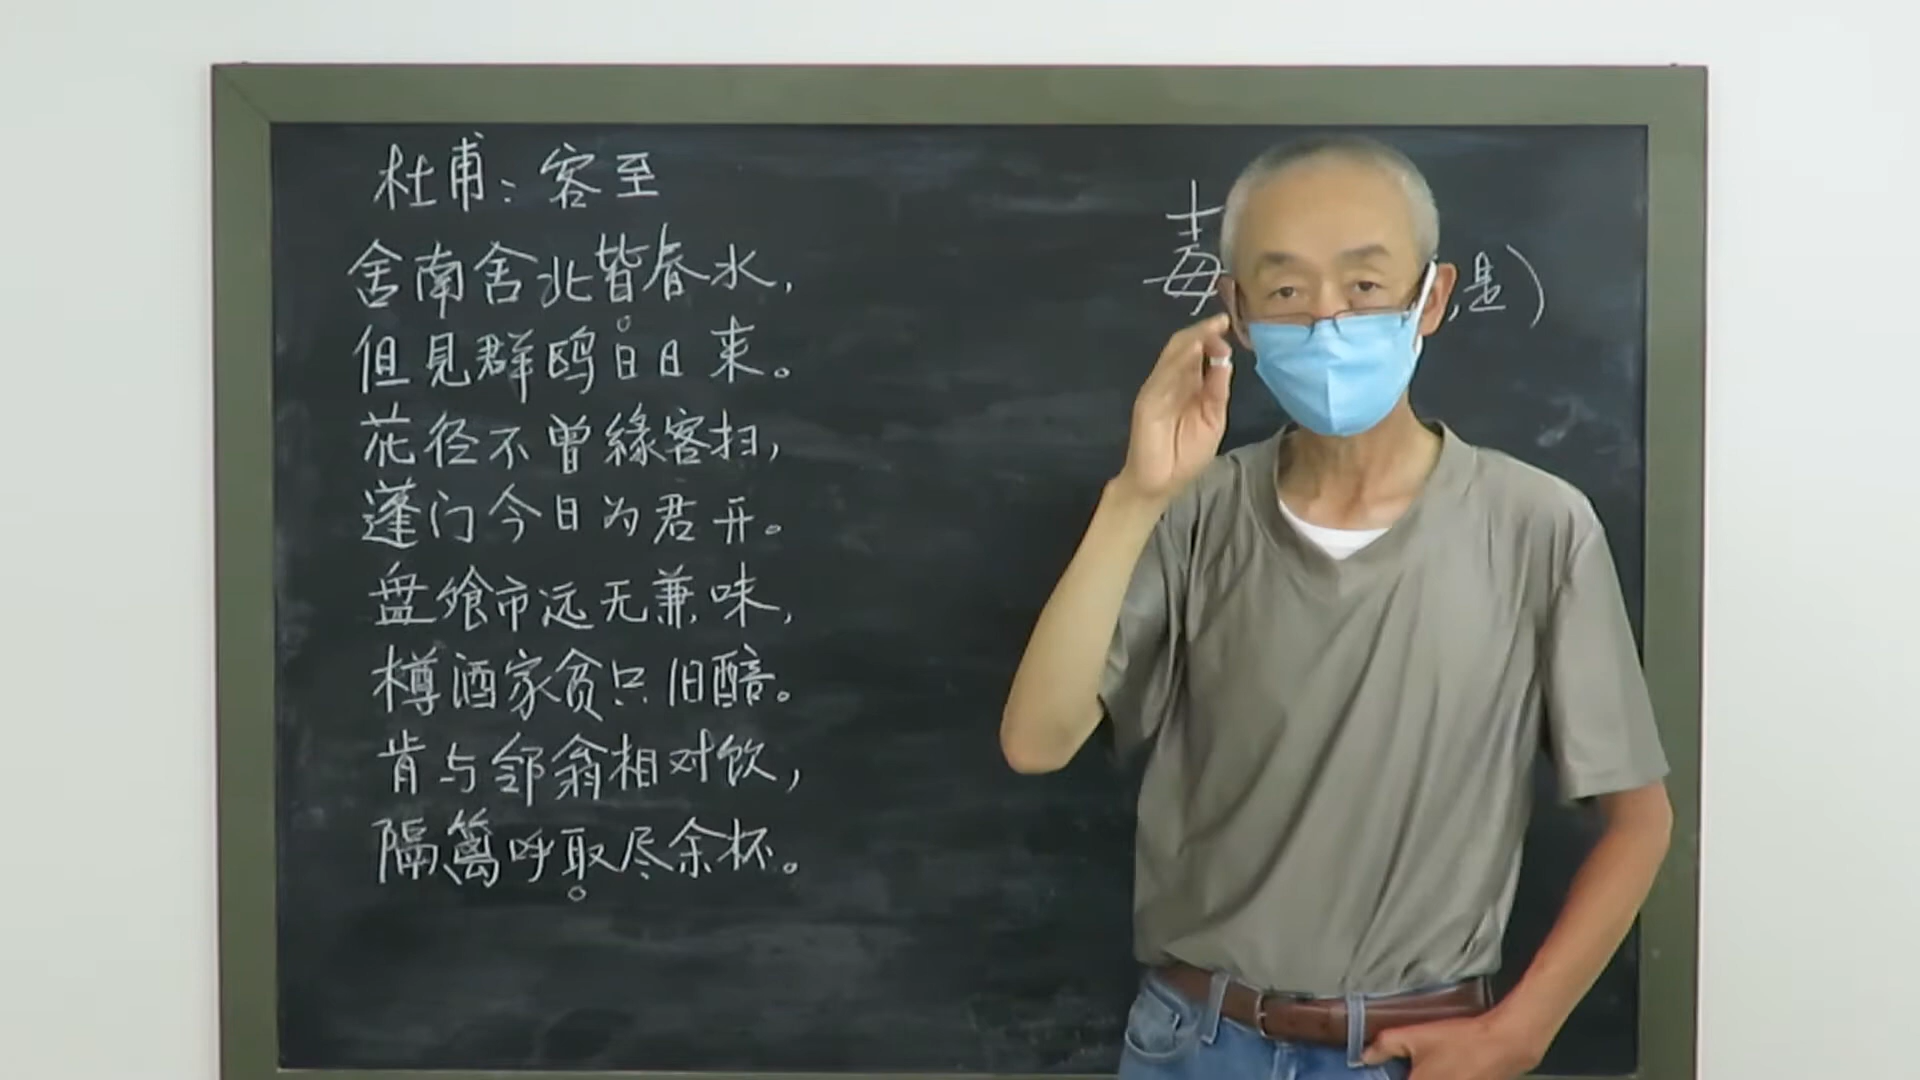 杜甫：客至
舍南舍北皆春水，
但见群鸥日日来。
花径不曾缘客扫，
蓬门今日为君开。
盘飧市远无兼味，
樽酒家贫只旧醅。
肯与邻翁相对饮，
隔篱呼取尽余杯。
毒
，是）